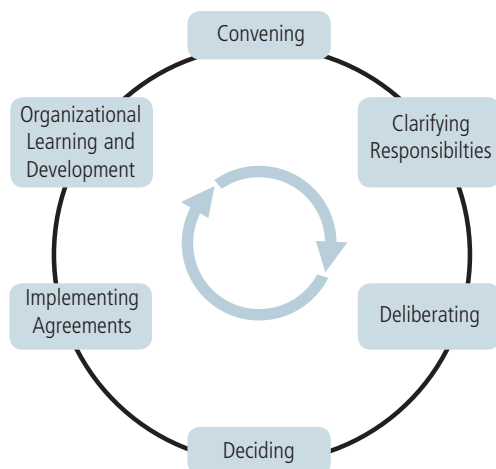 Convening
Clarifying
Responsibilties
Deliberating
Deciding
Implementing
Agreements
Organizational
Learning and
Development